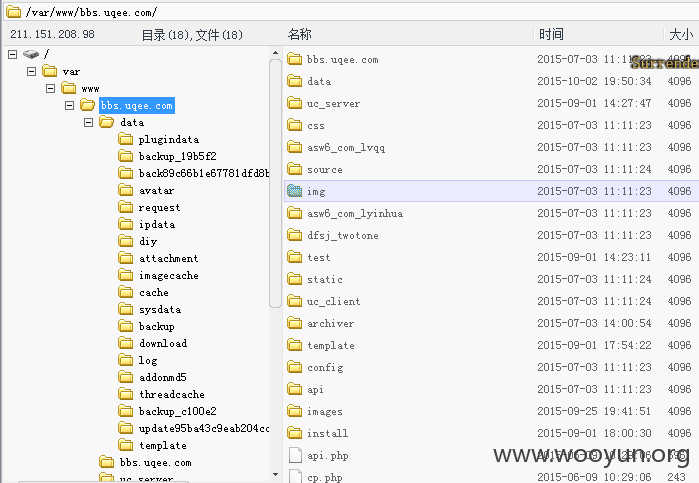 /var/www/bbs.uqee.com/
211.151.208.98 目录(18),文件(18)
/
var
www
bbs.uqee.com
data
plugindata
backup_19b5f2
back89c66b1e67781dfd8b
avatar
request
ipdata
diy
attachment
imagecache
cache
sysdata
backup
download
log
addonmd5
threadcache
backup_c100e2
update95ba43c9eab204cc
template
bbs.uqee.com
uc_server
名称 时间 大小
bbs.uqee.com 2015-07-03 11:11:23 4096
data 2015-10-02 19:50:34 4096
uc_server 2015-09-01 14:27:47 4096
css 2015-07-03 11:11:23 4096
asw6_com_lvqq 2015-07-03 11:11:23 4096
source 2015-07-03 11:11:24 4096
img 2015-07-03 11:11:23 4096
asw6_com_lyinhua 2015-07-03 11:11:23 4096
dfsj_twotone 2015-07-03 11:11:23 4096
test 2015-09-01 14:23:11 4096
static 2015-07-03 11:11:24 4096
uc_client 2015-07-03 11:11:24 4096
archiver 2015-07-03 14:00:54 4096
template 2015-09-01 17:54:22 4096
config 2015-07-03 11:11:23 4096
api 2015-07-03 11:11:23 4096
images 2015-09-25 19:41:51 4096
install 2015-09-01 18:00:30 4096
api.php
cp.php 2015-06-09 10:29:06 243
Surrende
www.wooyun.org